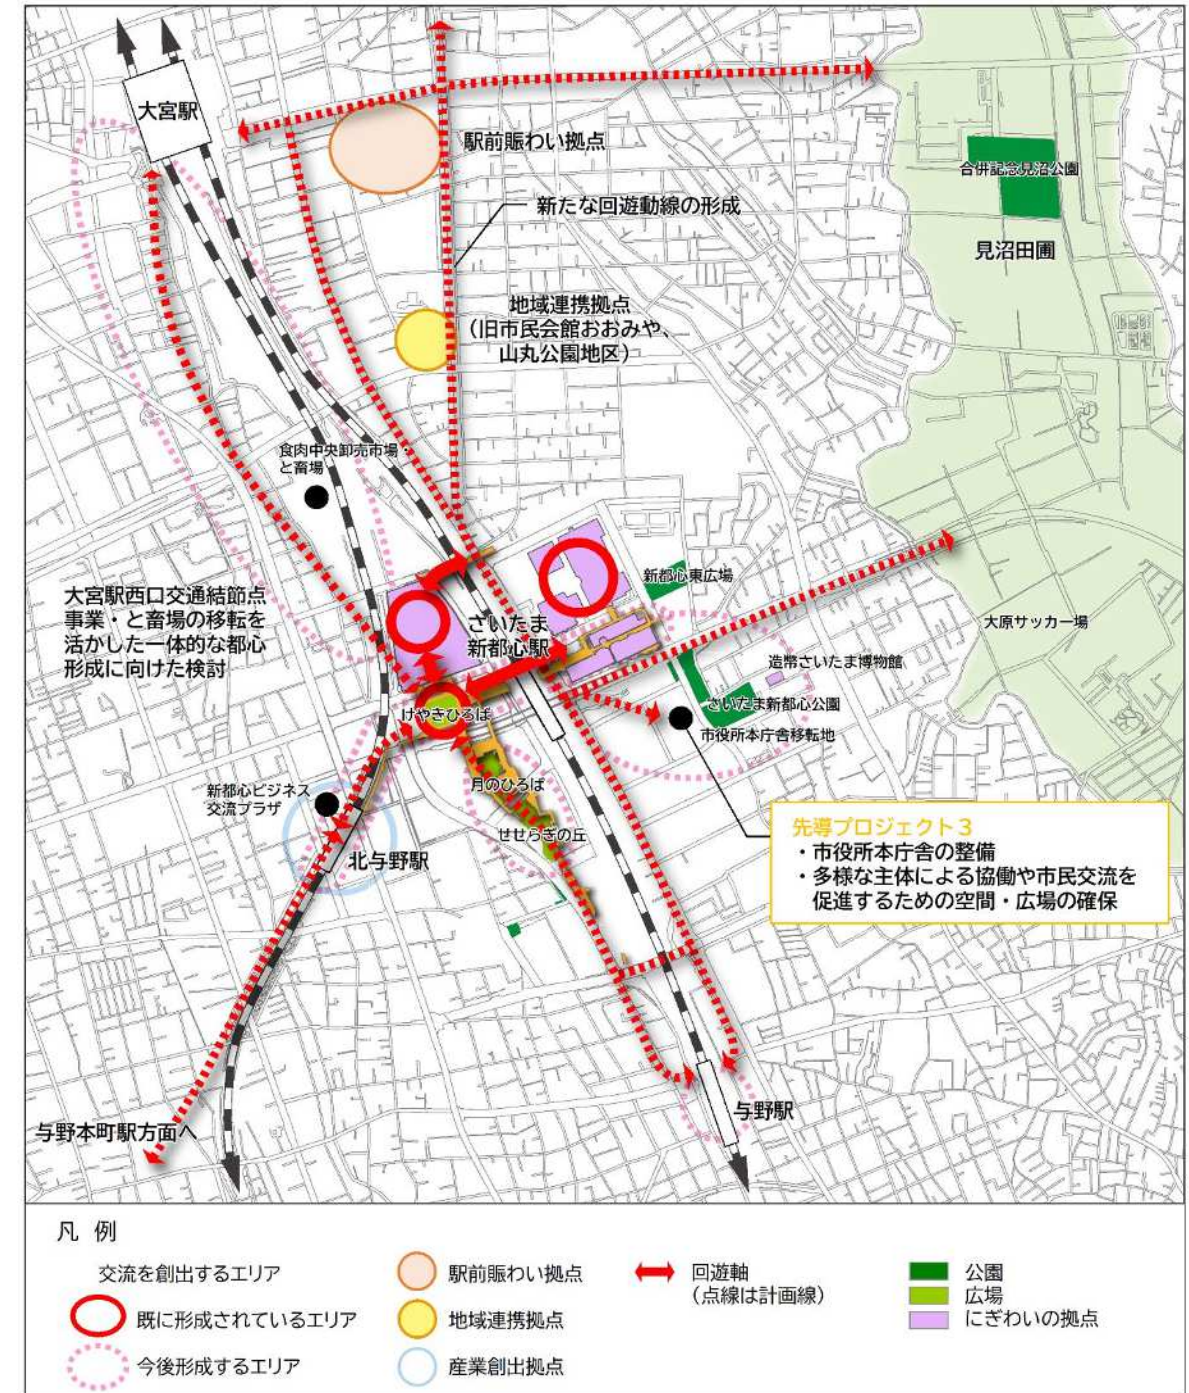 大宮駅
駅前賑わい拠点
合併記念見沼公園
新たな回遊動線の形成
見沼田圃
地域連携拠点
（旧市民会館おおみや、
山丸公園地区）
食肉中央卸売市場・
と畜場
新都心東広場
大宮駅西口交通結節点
事業・と畜場の移転を
活かした一体的な都心
形成に向けた検討
さいたま
新都心駅
大原サッカー場
造幣さいたま博物館
さいたま新都心公園
けやきひろば
市役所本庁舎移転地
月のひろば
新都心ビジネス
交流プラザ
せせらぎの丘
北与野駅
先導プロジェクト３
・市役所本庁舎の整備
・多様な主体による協働や市民交流を
促進するための空間・広場の確保
与野駅
与野本町駅方面へ
凡 例
交流を創出するエリア
既に形成されているエリア
今後形成するエリア
駅前賑わい拠点
地域連携拠点
産業創出拠点
回遊軸
（点線は計画線）
公園
広場
にぎわいの拠点